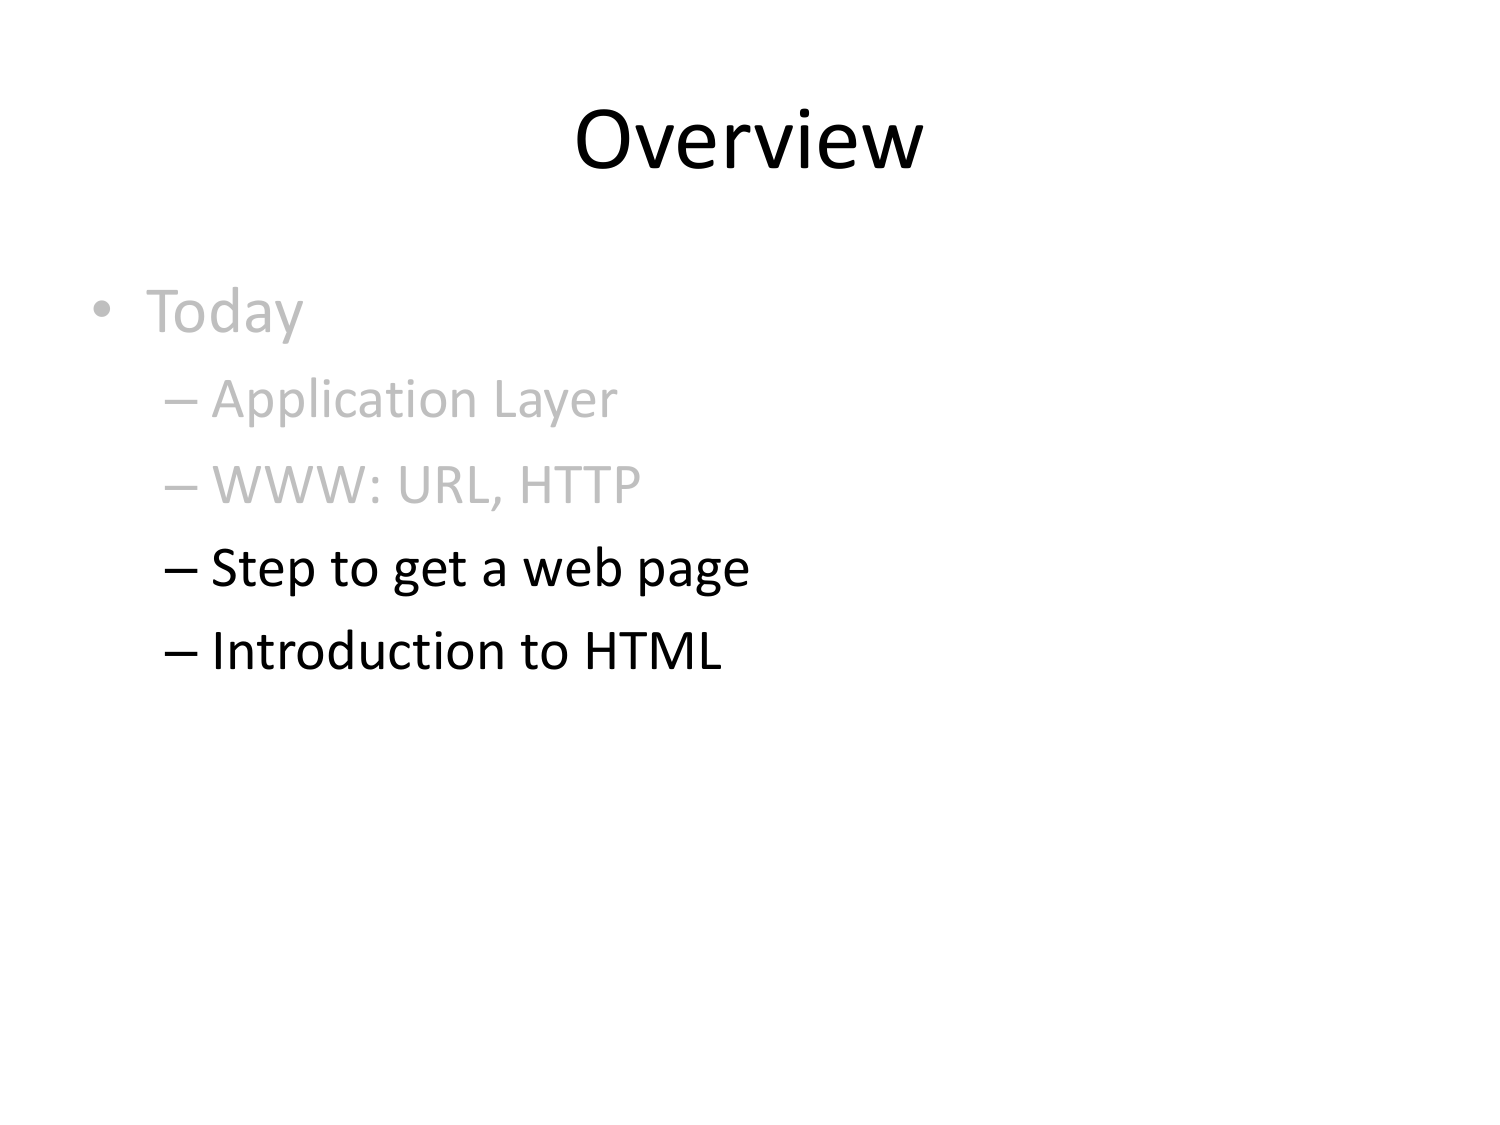 Overview
• Today
– Application Layer
– WWW: URL, HTTP
– Step to get a web page
– Introduction to HTML